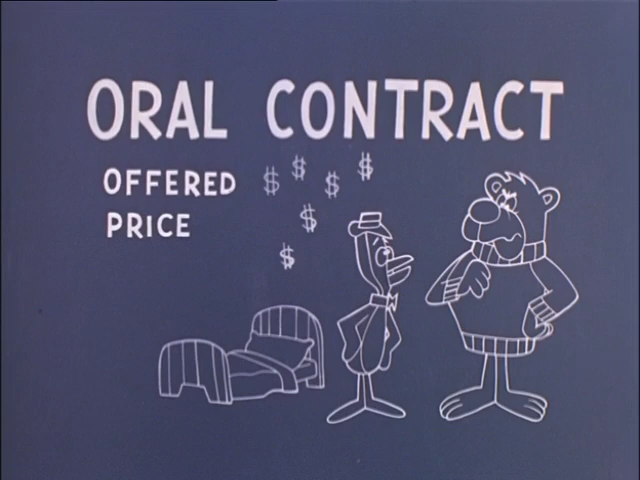 ORAL CONTRACT
$ $ $ $
OFFERED
PRICE
$
$